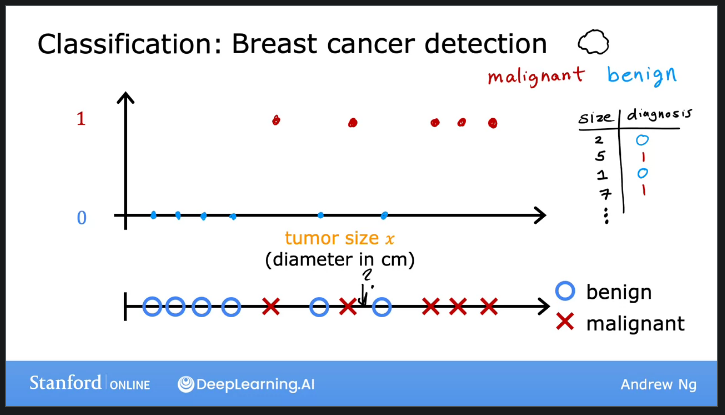 Classification: Breast cancer detection
malignant benign
1
0
size diagnosis
2 0
5 1
1 0
7 1
⋮
tumor size x
(diameter in cm)
?
benign
malignant
Stanford ONLINE
DeepLearning.AI
Andrew Ng